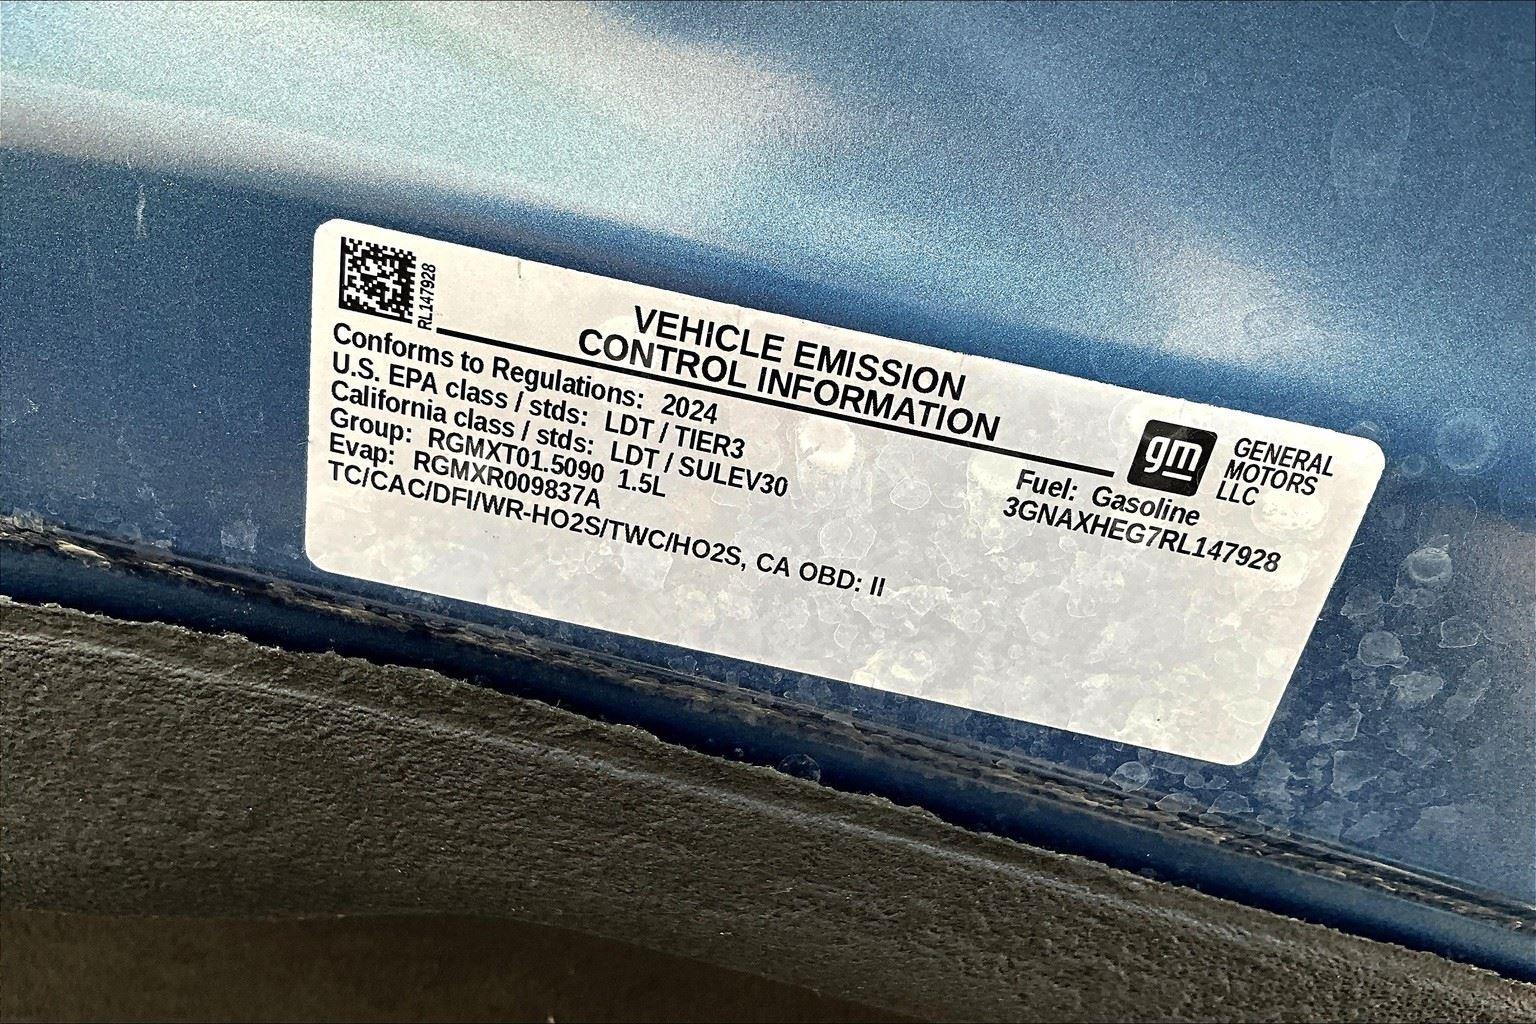 RL147928
VEHICLE EMISSION
CONTROL INFORMATION
Conforms to Regulations: 2024
U.S. EPA class / stds: LDT / TIER3
California class / stds: LDT / SULEV30
Group: RGMXT01.5090 1.5L
Evap: RGMXR009837A
TC/CAC/DFI/WR-HO2S/TWC/HO2S, CA OBD: II
gm
GENERAL
MOTORS
LLC
Fuel: Gasoline
3GNAXHEG7RL147928